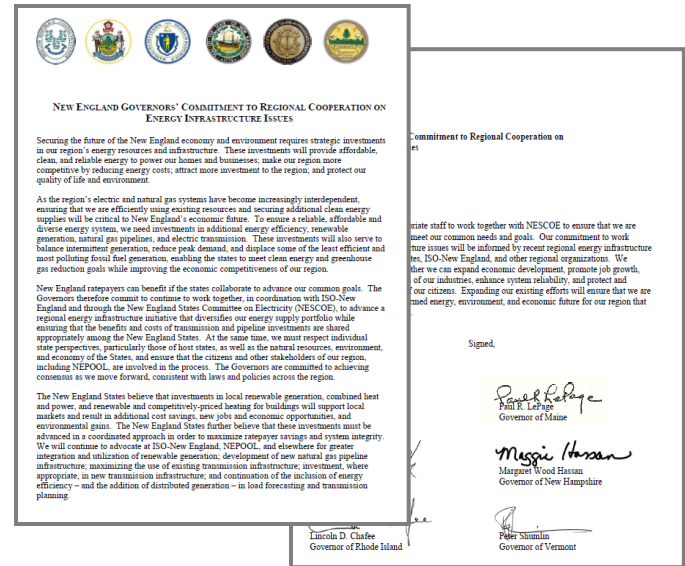 NEW ENGLAND GOVERNORS' COMMITMENT TO REGIONAL COOPERATION ON
ENERGY INFRASTRUCTURE ISSUES
Securing the future of the New England economy and environment requires strategic investments
in our region's energy resources and infrastructure. These investments will provide affordable,
clean, and reliable energy to power our homes and businesses; make our region more
competitive by reducing energy costs; attract more investment to the region; and protect our
quality of life and environment.
As the region's electric and natural gas systems have become increasingly interdependent,
ensuring that we are efficiently using existing resources and securing additional clean energy
supplies will be critical to New England's economic future. To ensure a reliable, affordable and
diverse energy system, we need investments in additional energy efficiency, renewable
generation, natural gas pipelines, and electric transmission. These investments will also serve to
balance intermittent generation, reduce peak demand, and displace some of the least efficient and
most polluting fossil fuel generation, enabling the states to meet clean energy and greenhouse
gas reduction goals while improving the economic competitiveness of our region.
New England ratepayers can benefit if the states collaborate to advance our common goals. The
Governors therefore commit to continue to work together, in coordination with ISO-New
England and through the New England States Committee on Electricity (NESCOE), to advance a
regional energy infrastructure initiative that diversifies our energy supply portfolio while
ensuring that the benefits and costs of transmission and pipeline investments are shared
appropriately among the New England States. At the same time, we must respect individual
state perspectives, particularly those of host states, as well as the natural resources, environment,
and economy of the States, and ensure that the citizens and other stakeholders of our region,
including NEPOOL, are involved in the process. The Governors are committed to achieving
consensus as we move forward, consistent with laws and policies across the region.
The New England States believe that investments in local renewable generation, combined heat
and power, and renewable and competitively-priced heating for buildings will support local
markets and result in additional cost savings, new jobs and economic opportunities, and
environmental gains. The New England States further believe that these investments must be
advanced in a coordinated approach in order to maximize ratepayer savings and system integrity.
We will continue to advocate at ISO-New England, NEPOOL, and elsewhere for greater
integration and utilization of renewable generation; development of new natural gas pipeline
infrastructure; maximizing the use of existing transmission infrastructure; investment, where
appropriate, in new transmission infrastructure; and continuation of the inclusion of energy
efficiency – and the addition of distributed generation – in load forecasting and transmission
planning.
Commitment to Regional Cooperation on
es
riate staff to work together with NESCOE to ensure that we are
meet our common needs and goals. Our commitment to work
ture issues will be informed by recent regional energy infrastructure
tes, ISO-New England, and other regional organizations. We
ther we can expand economic development, promote job growth,
of our industries, enhance system reliability, and protect and
f our citizens. Expanding our existing efforts will ensure that we are
rmed energy, environment, and economic future for our region that
Signed,
Paul R. LePage
Paul R. LePage
Governor of Maine
Maggie Hassan
Margaret Wood Hassan
Governor of New Hampshire
Lincoln D. Chafee
Governor of Rhode Island
Peter Shumlin
Governor of Vermont